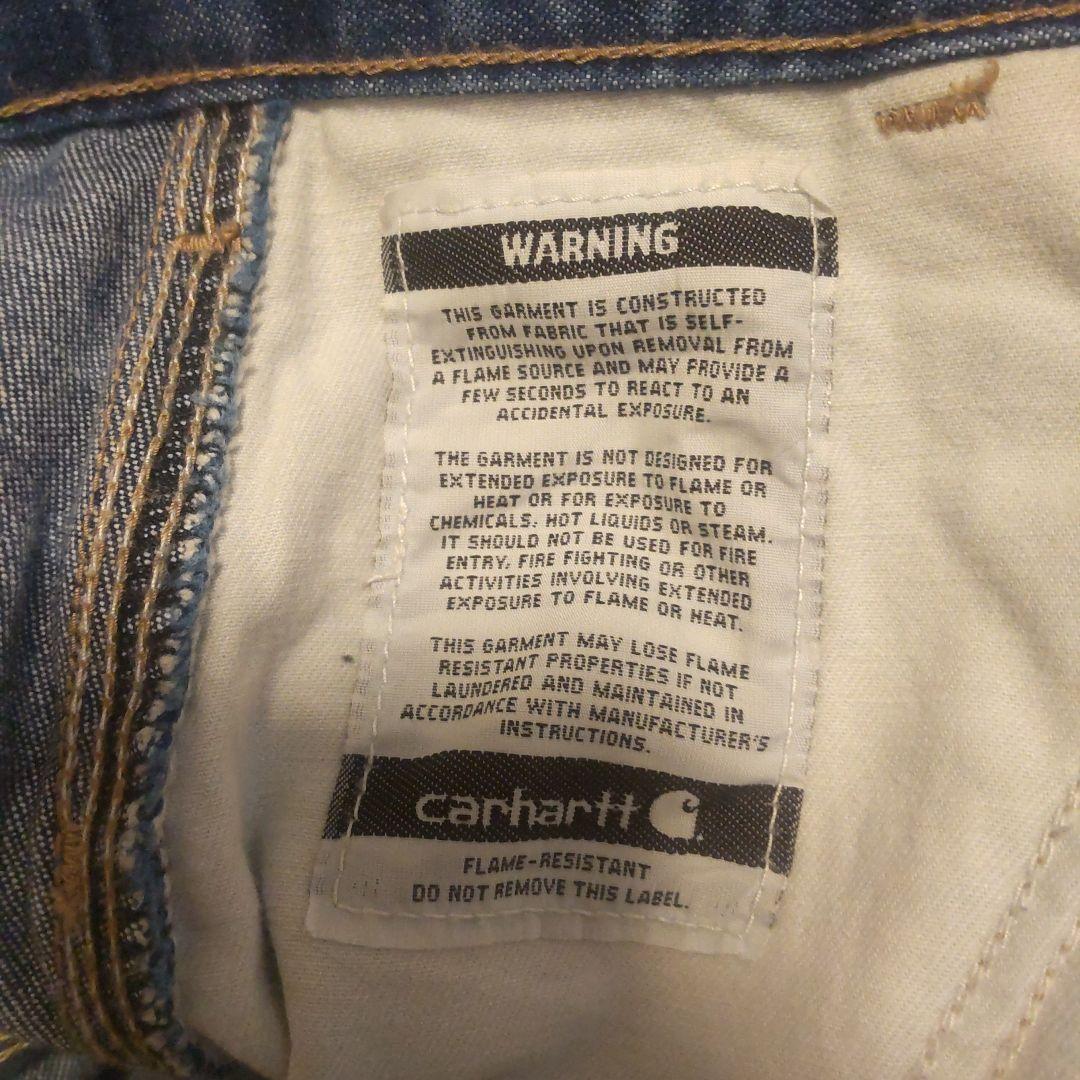 WARNING
THIS GARMENT IS CONSTRUCTED
FROM FABRIC THAT IS SELF-
EXTINGUISHING UPON REMOVAL FROM
A FLAME SOURCE AND MAY PROVIDE A
FEW SECONDS TO REACT TO AN
ACCIDENTAL EXPOSURE.
THE GARMENT IS NOT DESIGNED FOR
EXTENDED EXPOSURE TO FLAME OR
HEAT OR FOR EXPOSURE TO
CHEMICALS, HOT LIQUIDS OR STEAM.
IT SHOULD NOT BE USED FOR FIRE
ENTRY, FIRE FIGHTING OR OTHER
ACTIVITIES INVOLVING EXTENDED
EXPOSURE TO FLAME OR HEAT.
THIS GARMENT MAY LOSE FLAME
RESISTANT PROPERTIES IF NOT
LAUNDERED AND MAINTAINED IN
ACCORDANCE WITH MANUFACTURER'S
INSTRUCTIONS.
carhartt
FLAME-RESISTANT
DO NOT REMOVE THIS LABEL.